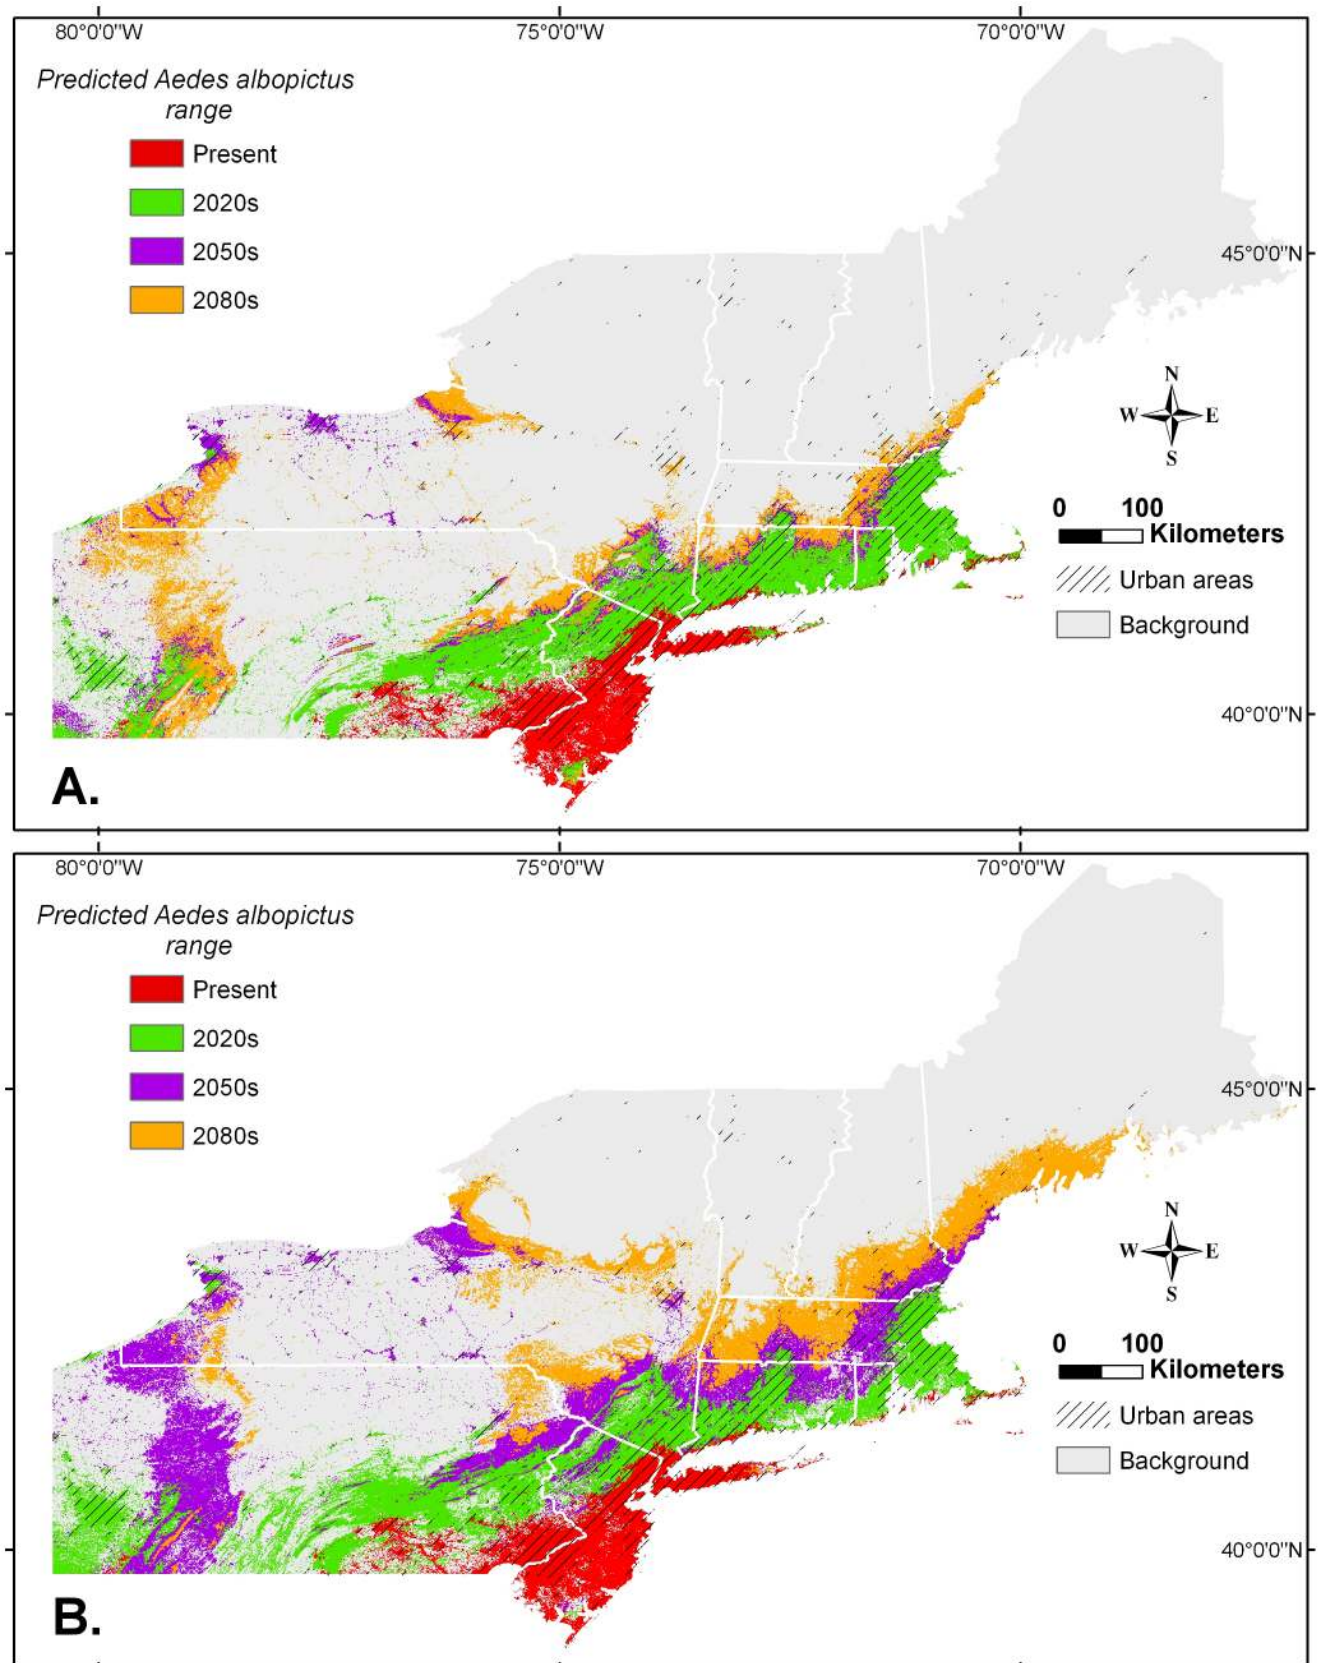 80°0'0"W 75°0'0"W 70°0'0"W
Predicted Aedes albopictus
range
Present
2020s
2050s
2080s
45°0'0"N
N
W E
S
0 100
Kilometers
Urban areas
Background
40°0'0"N
A.
80°0'0"W 75°0'0"W 70°0'0"W
Predicted Aedes albopictus
range
Present
2020s
2050s
2080s
45°0'0"N
N
W E
S
0 100
Kilometers
Urban areas
Background
40°0'0"N
B.